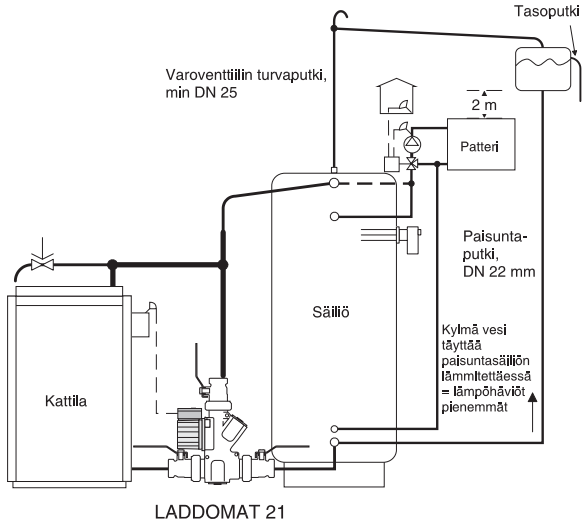 Tasoputki
Varoventtiilin turvaputki,
min DN 25
2 m
Patteri
Paisunta-
putki,
DN 22 mm
Säiliö
Kylmä vesi
täyttää
paisuntasäiliön
lämmitettäessä
= lämpöhäviöt
pienemmät
Kattila
LADDOMAT 21